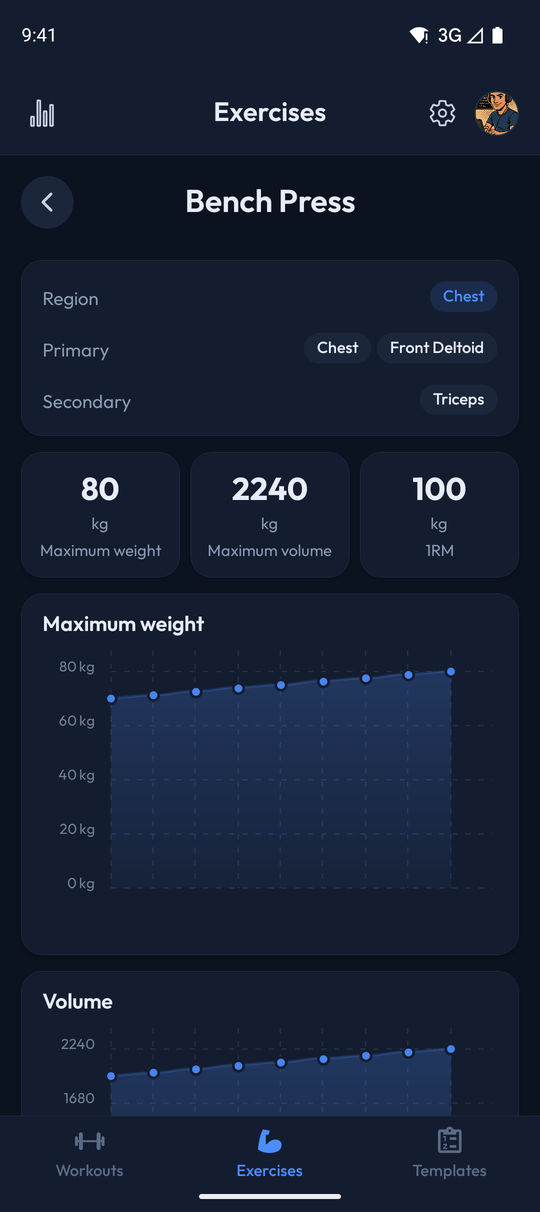 9:41
3G
Exercises
Bench Press
Region
Chest
Primary
Chest
Front Deltoid
Secondary
Triceps
80
kg
Maximum weight
2240
kg
Maximum volume
100
kg
1RM
Maximum weight
80 kg
60 kg
40 kg
20 kg
0 kg
Volume
2240
1680
Workouts
Exercises
Templates